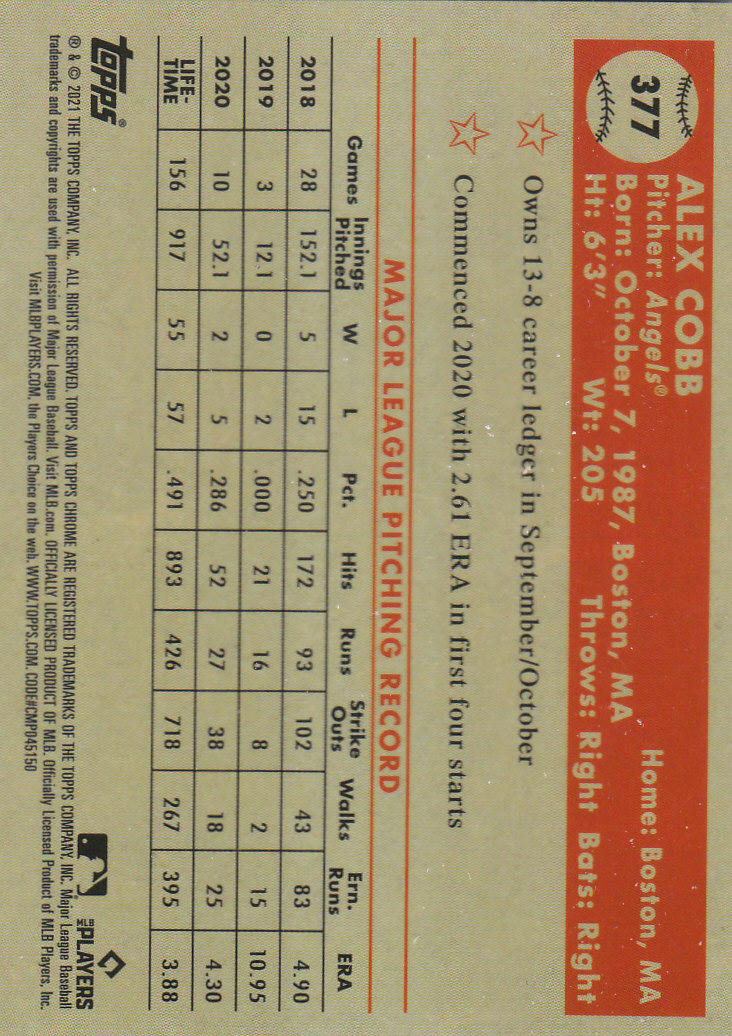 377
ALEX COBB
Pitcher: Angels® Home: Boston, MA
Born: October 7, 1987, Boston, MA
Ht: 6'3" Wt: 205 Throws: Right Bats: Right
Owns 13-8 career ledger in September/October
Commenced 2020 with 2.61 ERA in first four starts
MAJOR LEAGUE PITCHING RECORD
Games Innings Pitched W L Pct. Hits Runs Strike Outs Walks Ern. Runs ERA
2018 28 152.1 5 15 .250 172 93 102 43 83 4.90
2019 3 12.1 0 2 .000 21 16 8 2 15 10.95
2020 10 52.1 2 5 .286 52 27 38 18 25 4.30
LIFE-TIME 156 917 55 57 .491 893 426 718 267 395 3.88
topps®
MLB PLAYERS
® & © 2021 THE TOPPS COMPANY, INC. ALL RIGHTS RESERVED. TOPPS AND TOPPS CHROME ARE REGISTERED TRADEMARKS OF THE TOPPS COMPANY, INC. Major League Baseball
trademarks and copyrights are used with permission of Major League Baseball. Visit MLB.com. OFFICIALLY LICENSED PRODUCT OF MLB. Officially Licensed Product of MLB Players, Inc.
Visit MLBPLAYERS.COM, the Players Choice on the web. WWW.TOPPS.COM. CODE#CMP045150